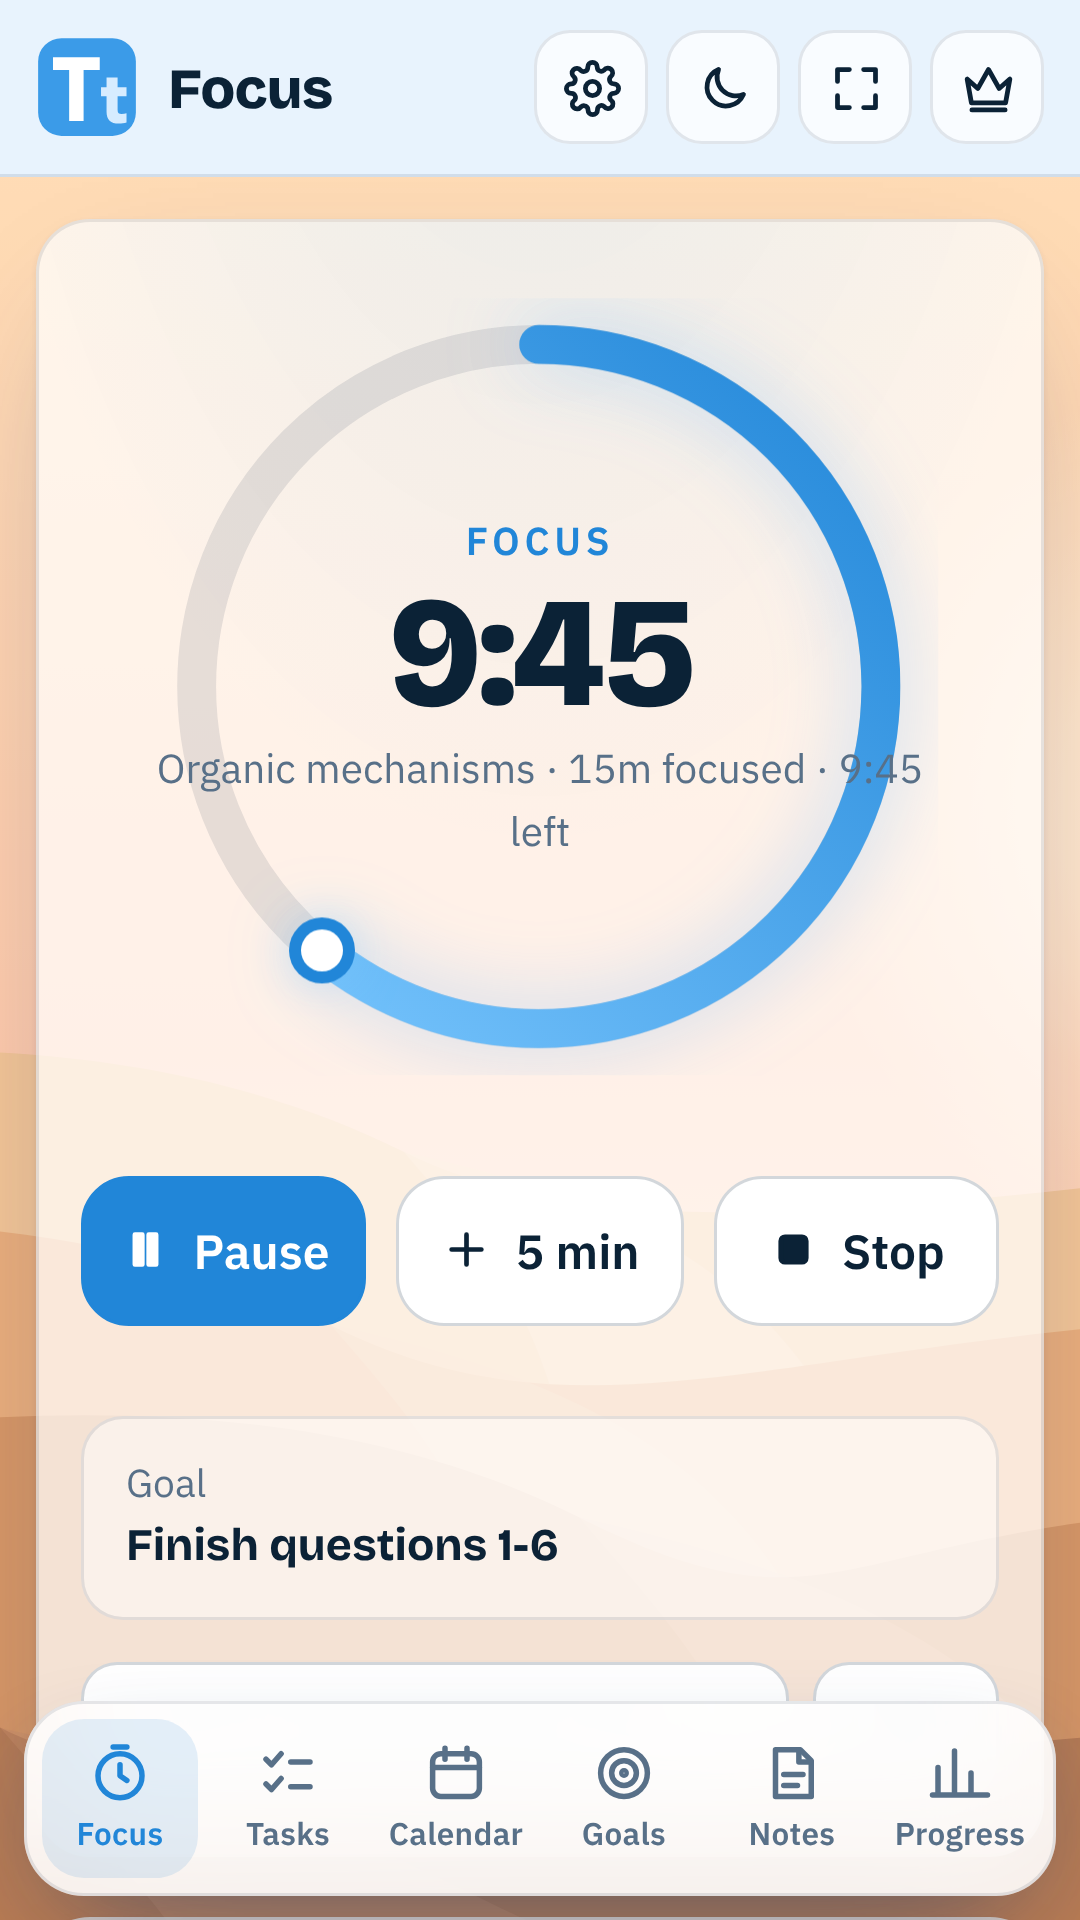 Tt Focus
FOCUS
9:45
Organic mechanisms · 15m focused · 9:45
left
Pause
5 min
Stop
Goal
Finish questions 1-6
Focus
Tasks
Calendar
Goals
Notes
Progress